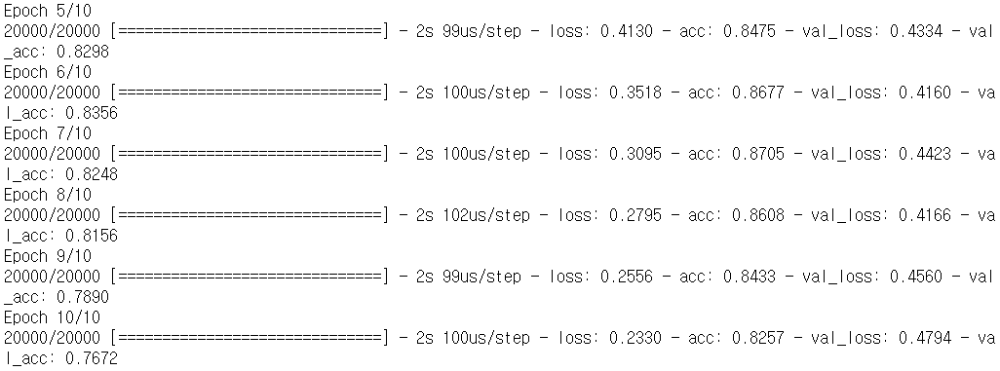 Epoch 5/10
20000/20000 [==============================] - 2s 99us/step - loss: 0.4130 - acc: 0.8475 - val_loss: 0.4334 - val
_acc: 0.8298
Epoch 6/10
20000/20000 [==============================] - 2s 100us/step - loss: 0.3518 - acc: 0.8677 - val_loss: 0.4160 - va
l_acc: 0.8356
Epoch 7/10
20000/20000 [==============================] - 2s 100us/step - loss: 0.3095 - acc: 0.8705 - val_loss: 0.4423 - va
l_acc: 0.8248
Epoch 8/10
20000/20000 [==============================] - 2s 102us/step - loss: 0.2795 - acc: 0.8608 - val_loss: 0.4166 - va
l_acc: 0.8156
Epoch 9/10
20000/20000 [==============================] - 2s 99us/step - loss: 0.2556 - acc: 0.8433 - val_loss: 0.4560 - val
_acc: 0.7890
Epoch 10/10
20000/20000 [==============================] - 2s 100us/step - loss: 0.2330 - acc: 0.8257 - val_loss: 0.4794 - va
l_acc: 0.7672